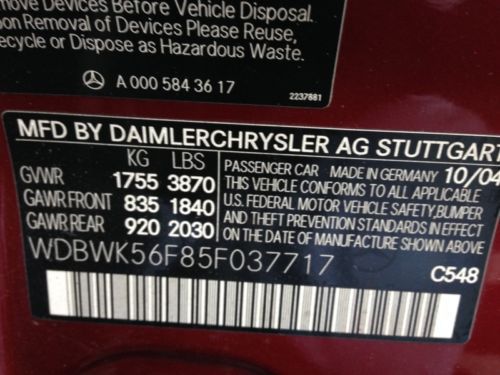 move Devices Before Vehicle Disposal.
on Removal of Devices Please Reuse,
ecycle or Dispose as Hazardous Waste.
A 000 584 36 17
2237881
MFD BY DAIMLERCHRYSLER AG STUTTGART
KG LBS
PASSENGER CAR MADE IN GERMANY 10/04
GVWR 1755 3870
THIS VEHICLE CONFORMS TO ALL APPLICABLE
GAWR FRONT 835 1840
U.S. FEDERAL MOTOR VEHICLE SAFETY, BUMPER
AND THEFT PREVENTION STANDARDS IN EFFECT
GAWR REAR 920 2030
ON THE DATE OF MANUFACTURE SHOWN ABOVE.
WDBWK56F85F037717
C548